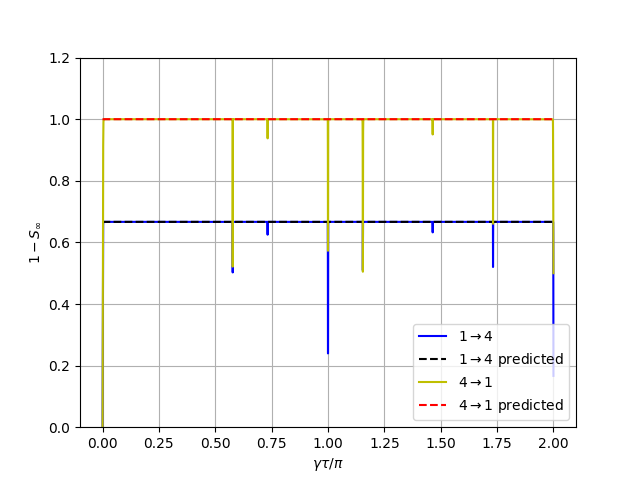 1.2
1.0
0.8
0.6
0.4
0.2
0.0
1 − S∞
0.00 0.25 0.50 0.75 1.00 1.25 1.50 1.75 2.00
γτ/π
1 → 4
1 → 4 predicted
4 → 1
4 → 1 predicted